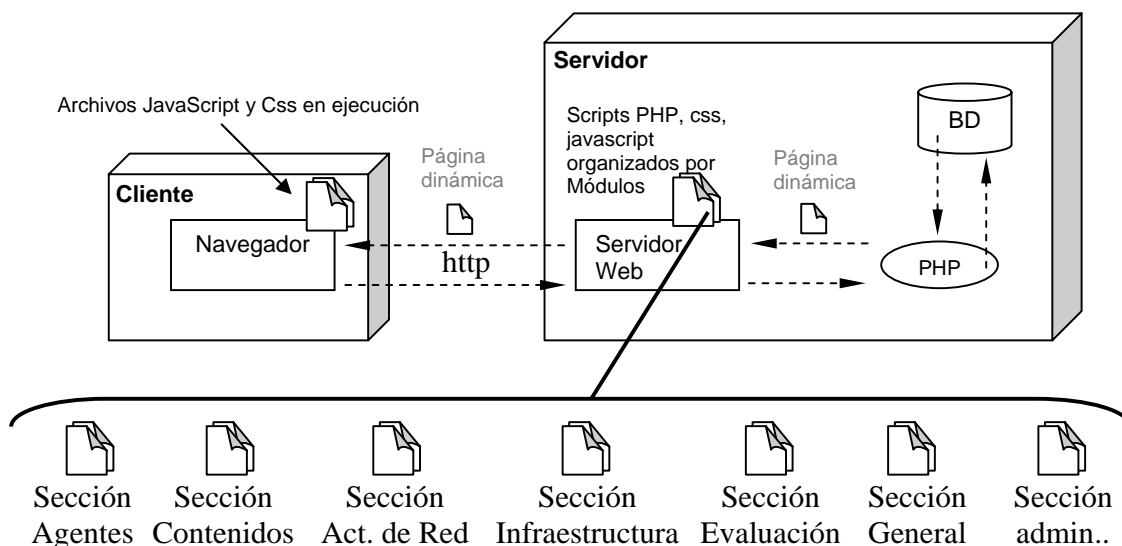 Servidor
Archivos JavaScript y Css en ejecución
Scripts PHP, css,
javascript
organizados por
Módulos
BD
Página
dinámica
Página
dinámica
Cliente
Navegador
http
Servidor
Web
PHP
Sección
Agentes
Sección
Contenidos
Sección
Act. de Red
Sección
Infraestructura
Sección
Evaluación
Sección
General
Sección
admin..